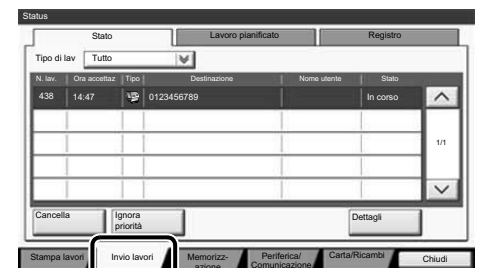 Status
Stato Lavoro pianificato Registro
Tipo di lav Tutto
N. lav. Ora accettaz Tipo Destinazione Nome utente Stato
438 14:47 0123456789 In corso
1/1
Cancella Ignora priorità Dettagli
Stampa lavori Invio lavori Memorizz-azione Periferica/Comunicazione Carta/Ricambi Chiudi